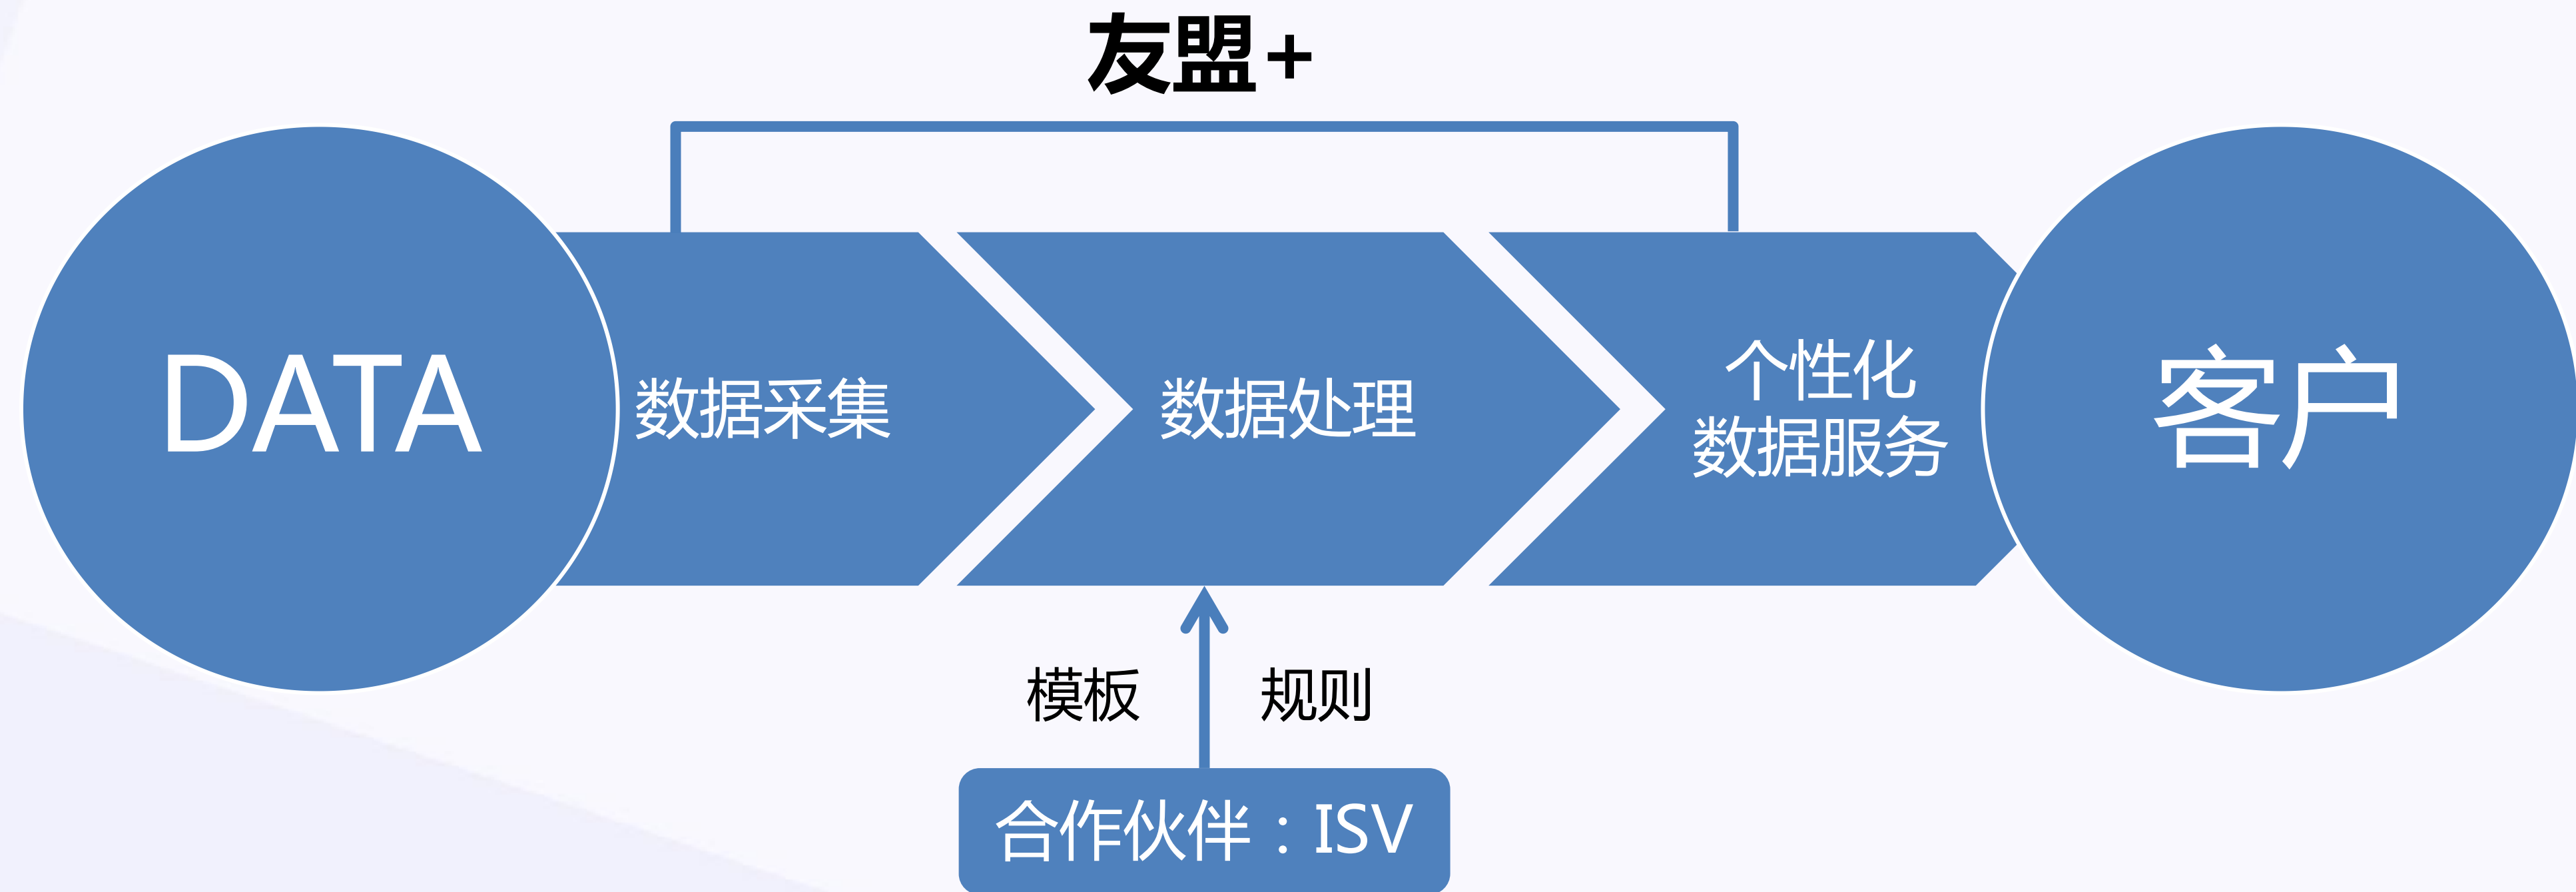 友盟+
DATA
数据采集
数据处理
个性化
数据服务
客户
模板
规则
合作伙伴：ISV